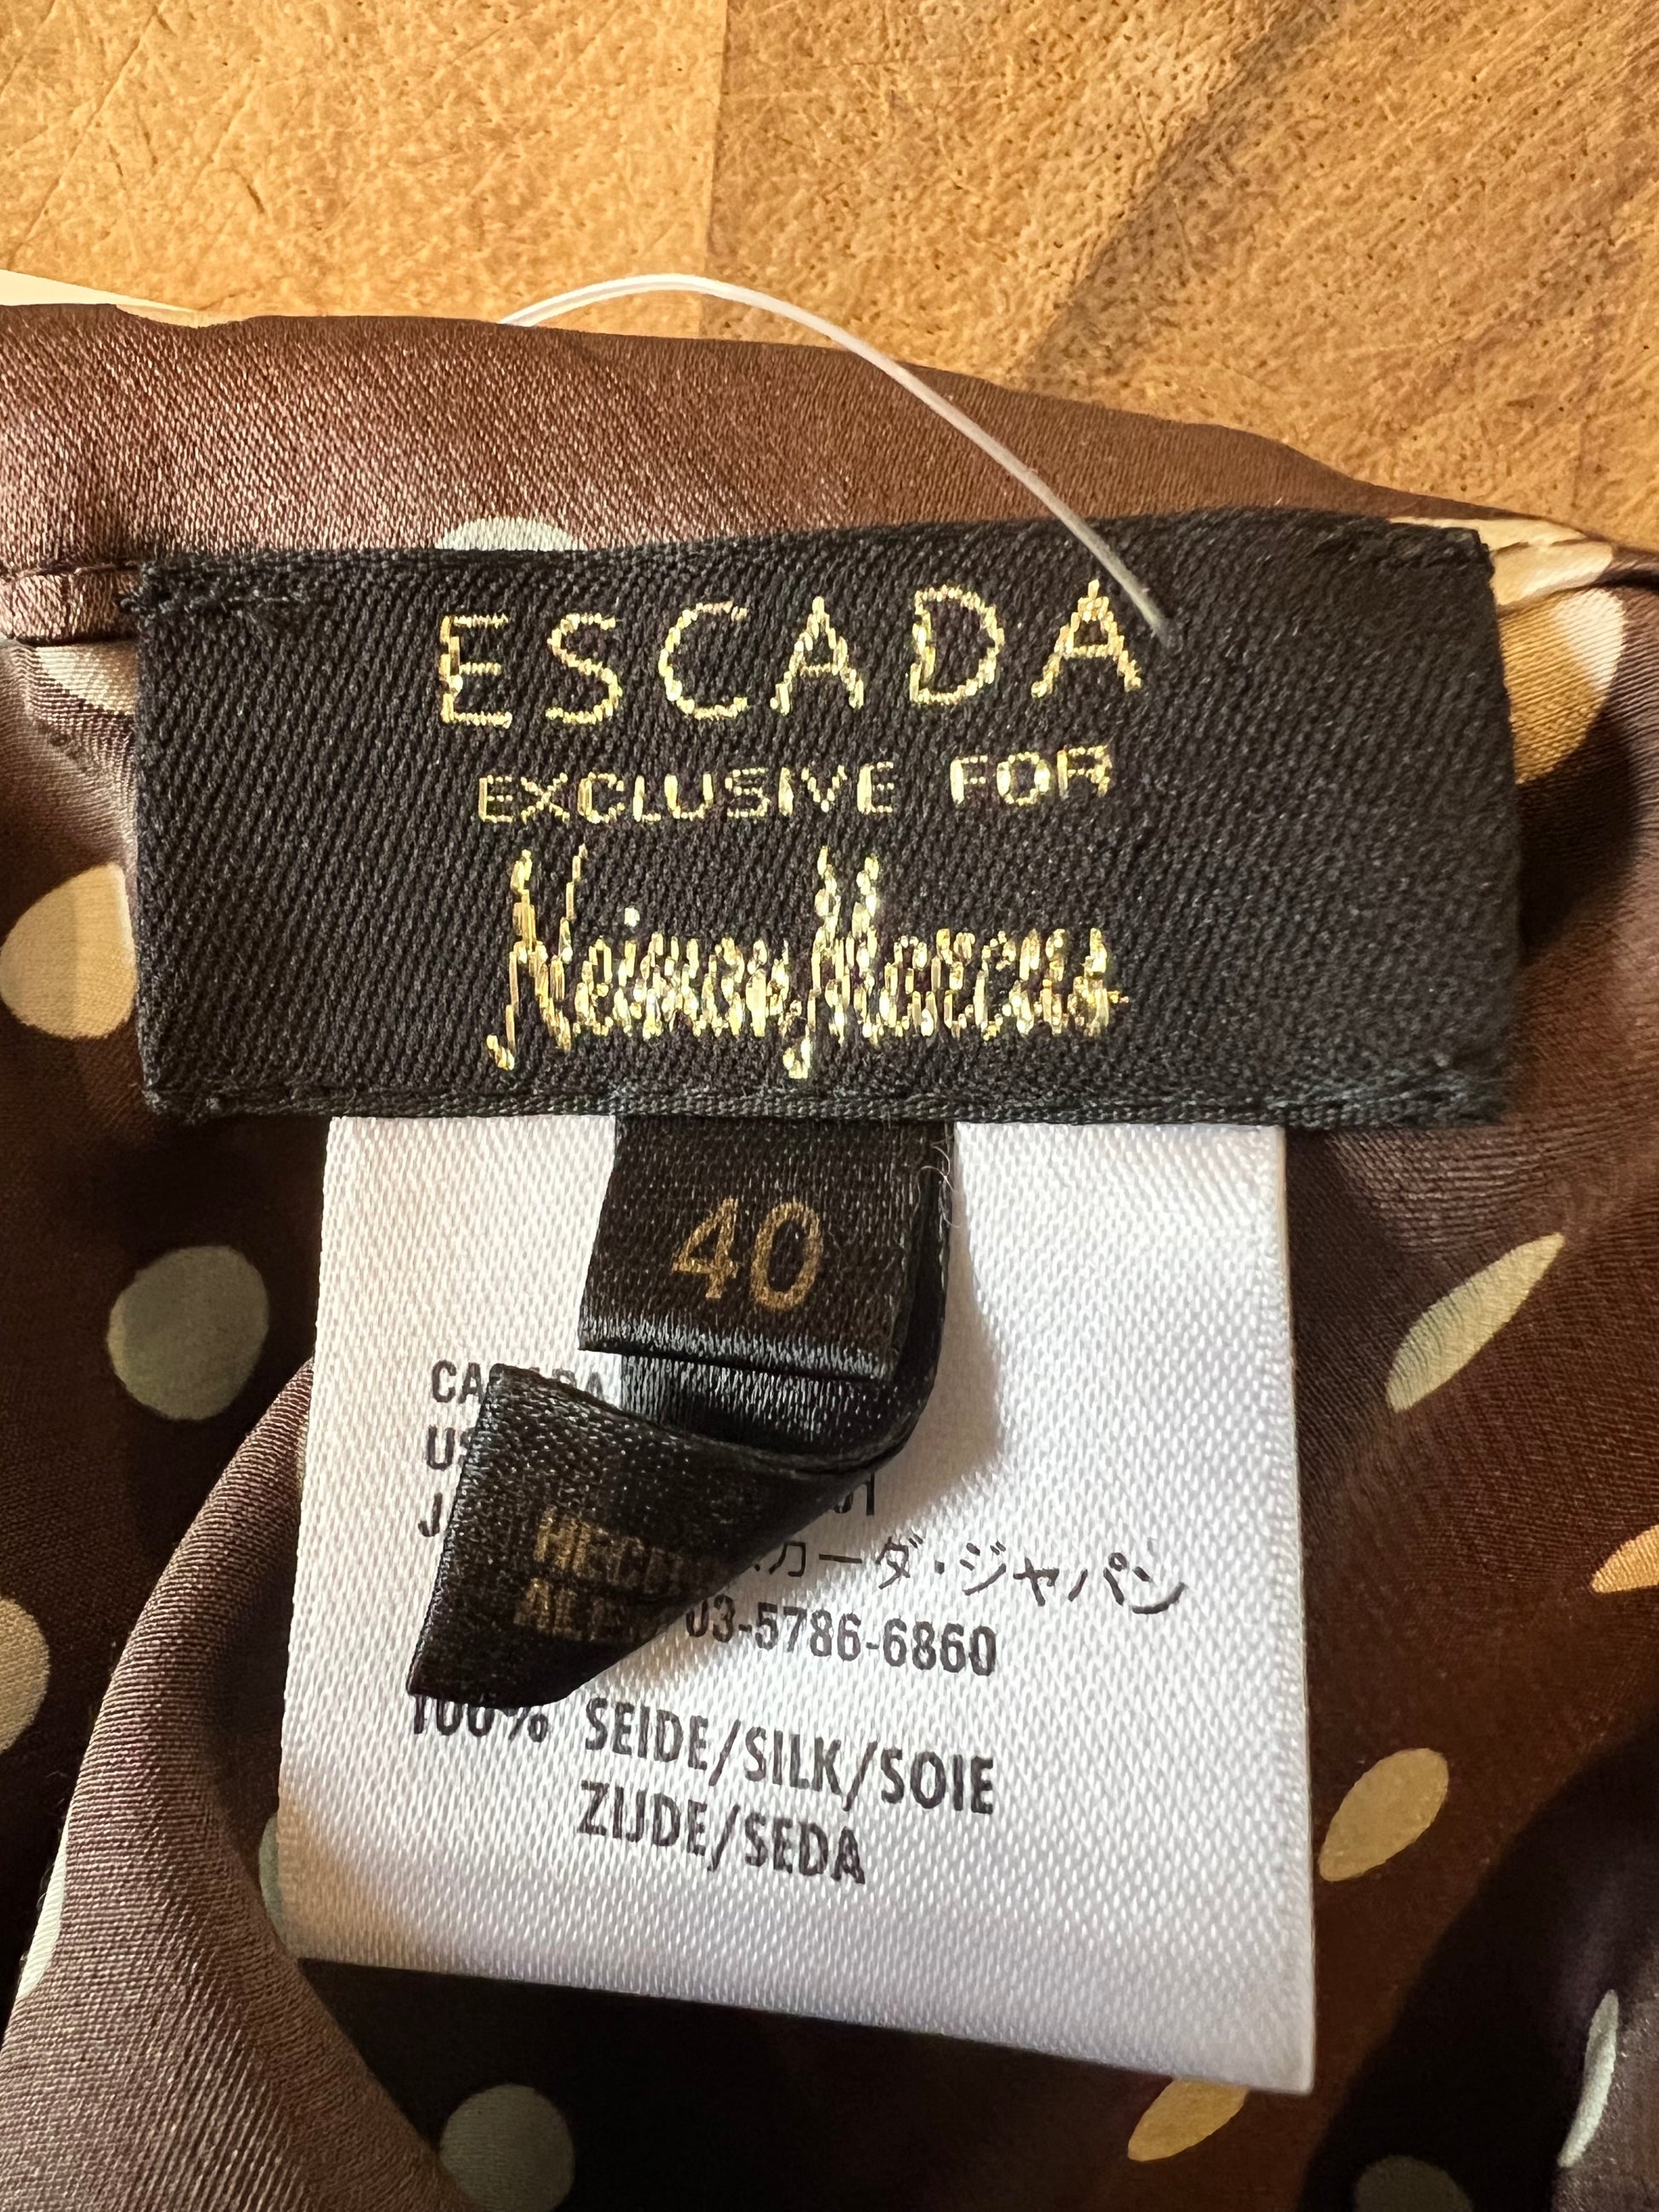 ESCADA
EXCLUSIVE FOR
Neiman Marcus
40
カーダ・ジャパン
03-5786-6860
100% SEIDE/SILK/SOIE
ZIJDE/SEDA